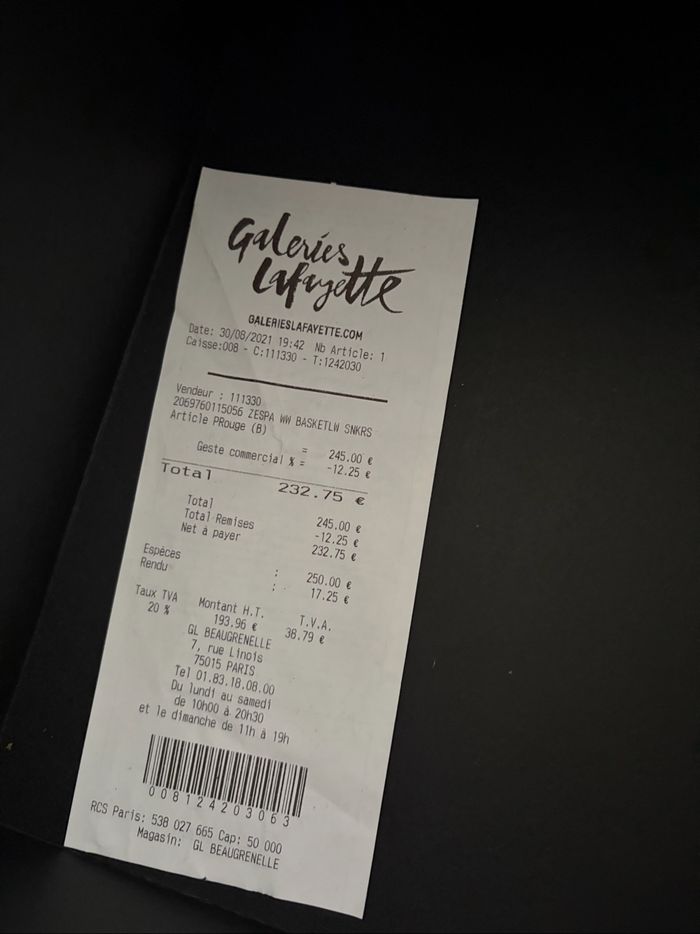 Galeries
Lafayette
GALERIESLAFAYETTE.COM
Date: 30/08/2021 19:42 Nb Article: 1
Caisse:008 - C:111330 - T:1242030
Vendeur : 111330
2069760115056 ZESPA WW BASKETLW SNKRS
Article PRouge (B)
= 245.00 €
Geste commercial % = -12.25 €
Total 232.75 €
Total 245.00 €
Total Remises -12.25 €
Net à payer 232.75 €
Espèces : 250.00 €
Rendu : 17.25 €
Taux TVA Montant H.T. T.V.A.
20 % 193.96 € 38.79 €
GL BEAUGRENELLE
7, rue Linois
75015 PARIS
Tel 01.83.18.08.00
Du lundi au samedi
de 10h00 à 20h30
et le dimanche de 11h à 19h
008124203063
RCS Paris: 538 027 665 Cap: 50 000
Magasin: GL BEAUGRENELLE